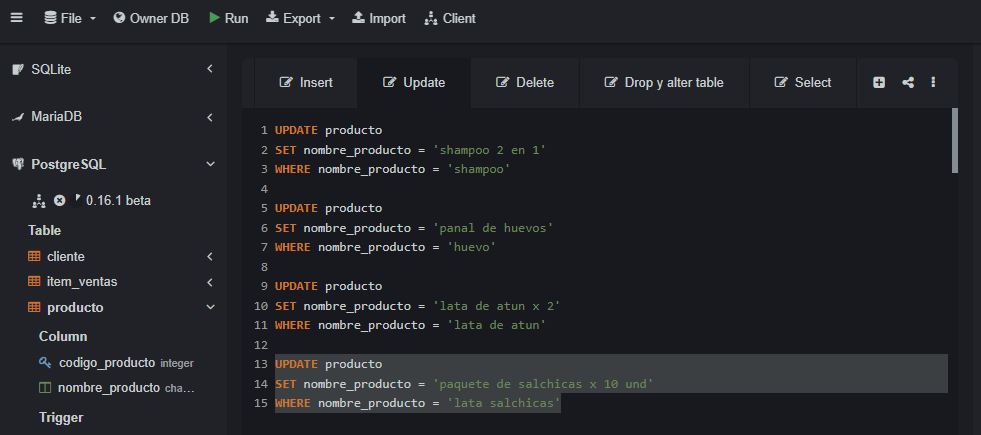 File Owner DB Run Export Import Client
SQLite
MariaDB
PostgreSQL
0.16.1 beta
Table
cliente
item_ventas
producto
Column
codigo_producto integer
nombre_producto cha...
Trigger
Insert Update Delete Drop y alter table Select
1 UPDATE producto
2 SET nombre_producto = 'shampoo 2 en 1'
3 WHERE nombre_producto = 'shampoo'
4
5 UPDATE producto
6 SET nombre_producto = 'panal de huevos'
7 WHERE nombre_producto = 'huevo'
8
9 UPDATE producto
10 SET nombre_producto = 'lata de atun x 2'
11 WHERE nombre_producto = 'lata de atun'
12
13 UPDATE producto
14 SET nombre_producto = 'paquete de salchicas x 10 und'
15 WHERE nombre_producto = 'lata salchicas'